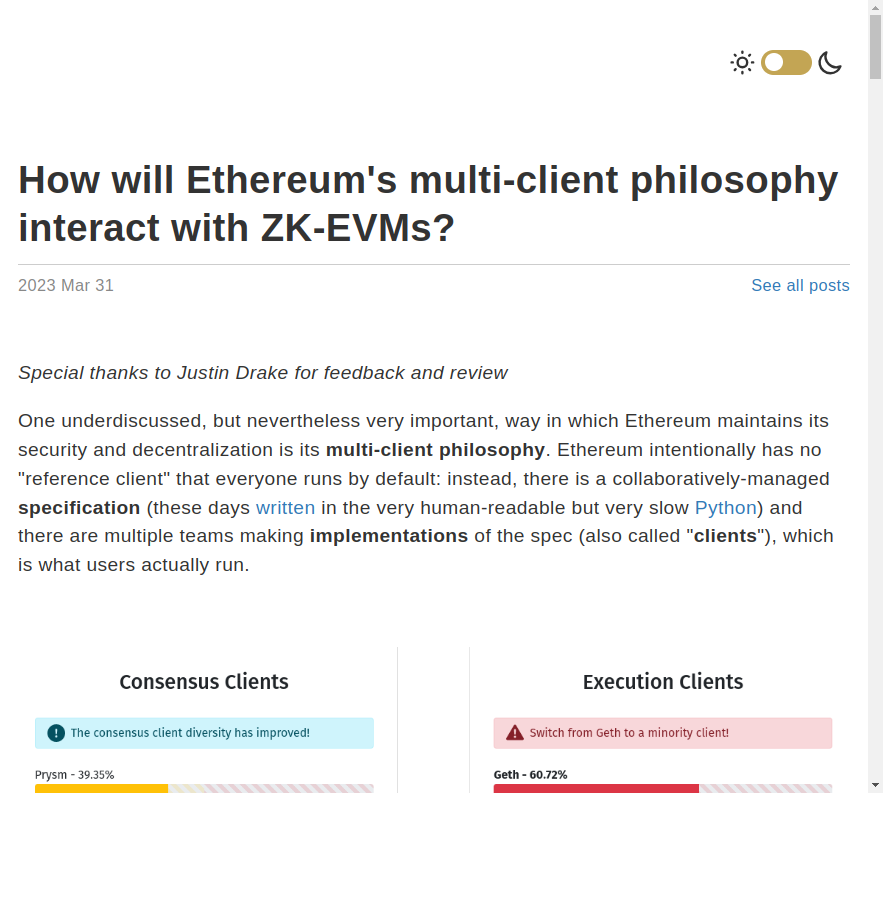 How will Ethereum's multi-client philosophy
interact with ZK-EVMs?
2023 Mar 31
See all posts
Special thanks to Justin Drake for feedback and review
One underdiscussed, but nevertheless very important, way in which Ethereum maintains its
security and decentralization is its multi-client philosophy. Ethereum intentionally has no
"reference client" that everyone runs by default: instead, there is a collaboratively-managed
specification (these days written in the very human-readable but very slow Python) and
there are multiple teams making implementations of the spec (also called "clients"), which
is what users actually run.
Consensus Clients
The consensus client diversity has improved!
Prysm - 39.35%
Execution Clients
Switch from Geth to a minority client!
Geth - 60.72%